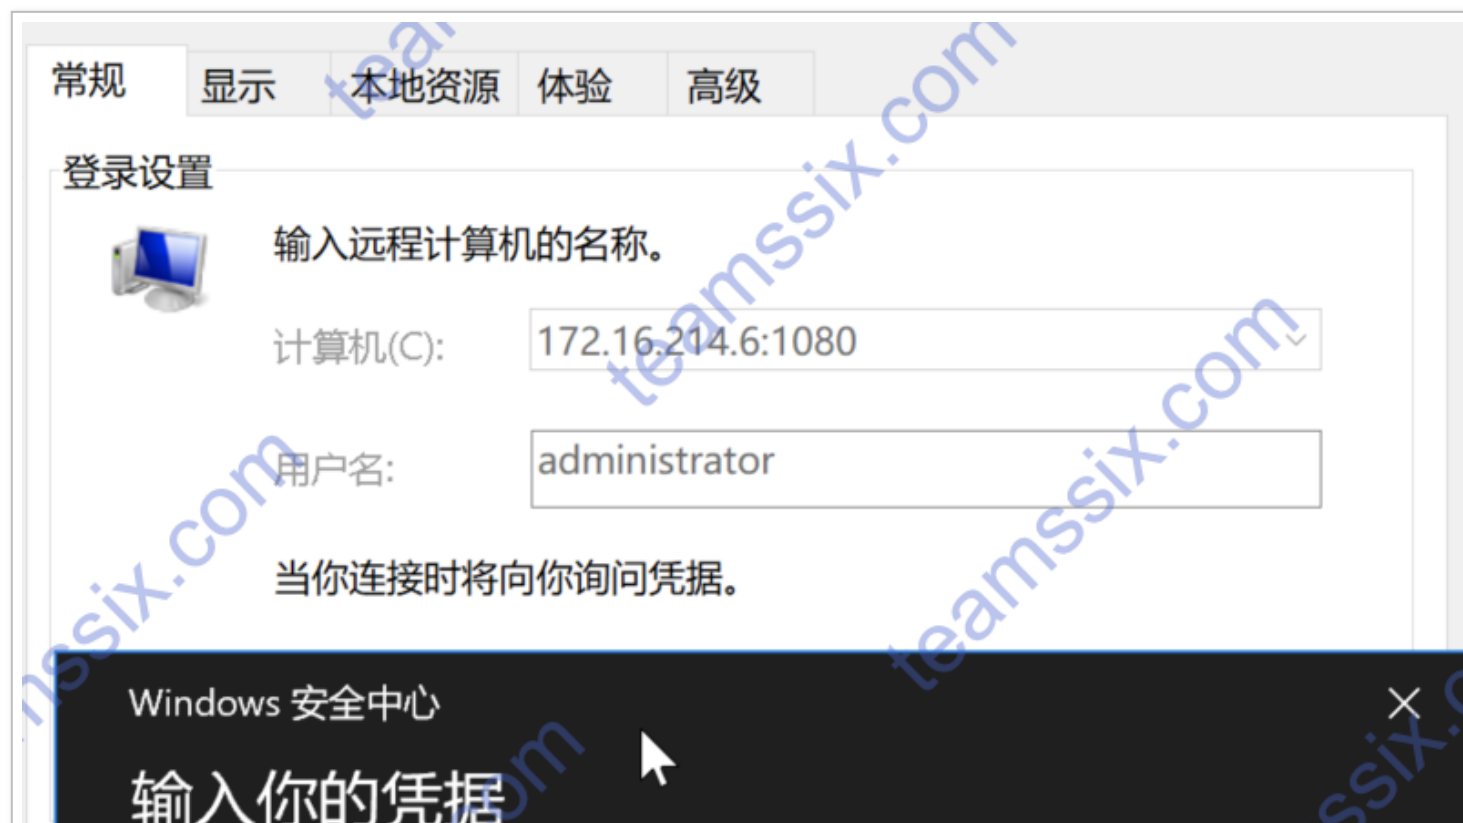 常规 显示 本地资源 体验 高级
登录设置
输入远程计算机的名称。
计算机(C): 172.16.214.6:1080
用户名: administrator
当你连接时将向你询问凭据。
Windows 安全中心
输入你的凭据
teamssix.com
teamssix.com